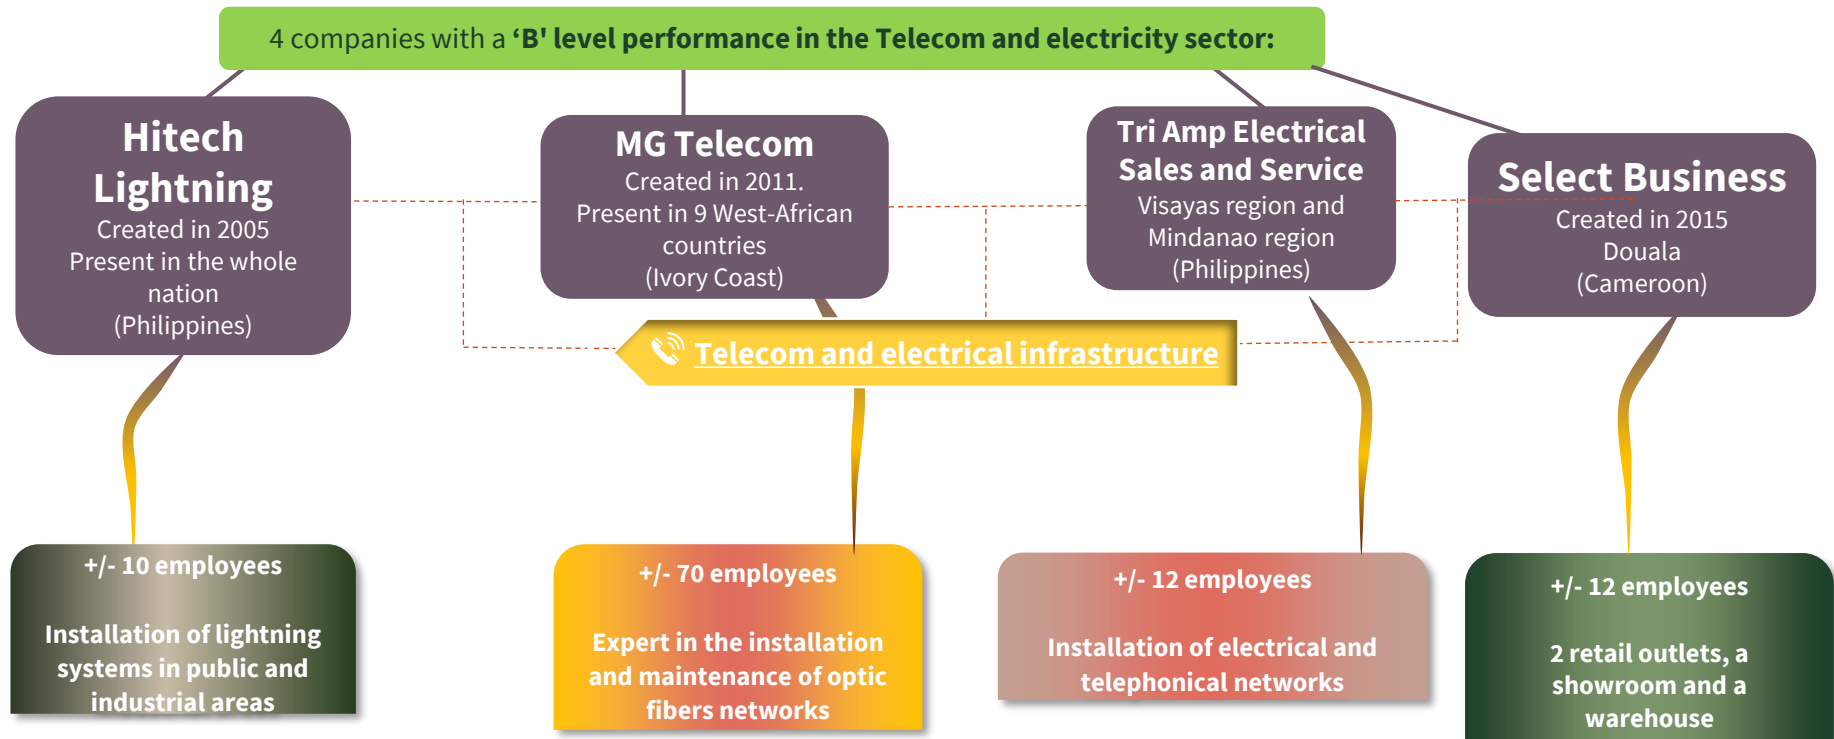 4 companies with a ‘B' level performance in the Telecom and electricity sector:
Hitech
Lightning
Created in 2005
Present in the whole
nation
(Philippines)
MG Telecom
Created in 2011.
Present in 9 West-African
countries
(Ivory Coast)
Tri Amp Electrical
Sales and Service
Visayas region and
Mindanao region
(Philippines)
Select Business
Created in 2015
Douala
(Cameroon)
Telecom and electrical infrastructure
+/- 10 employees
Installation of lightning
systems in public and
industrial areas
+/- 70 employees
Expert in the installation
and maintenance of optic
fibers networks
+/- 12 employees
Installation of electrical and
telephonical networks
+/- 12 employees
2 retail outlets, a
showroom and a
warehouse